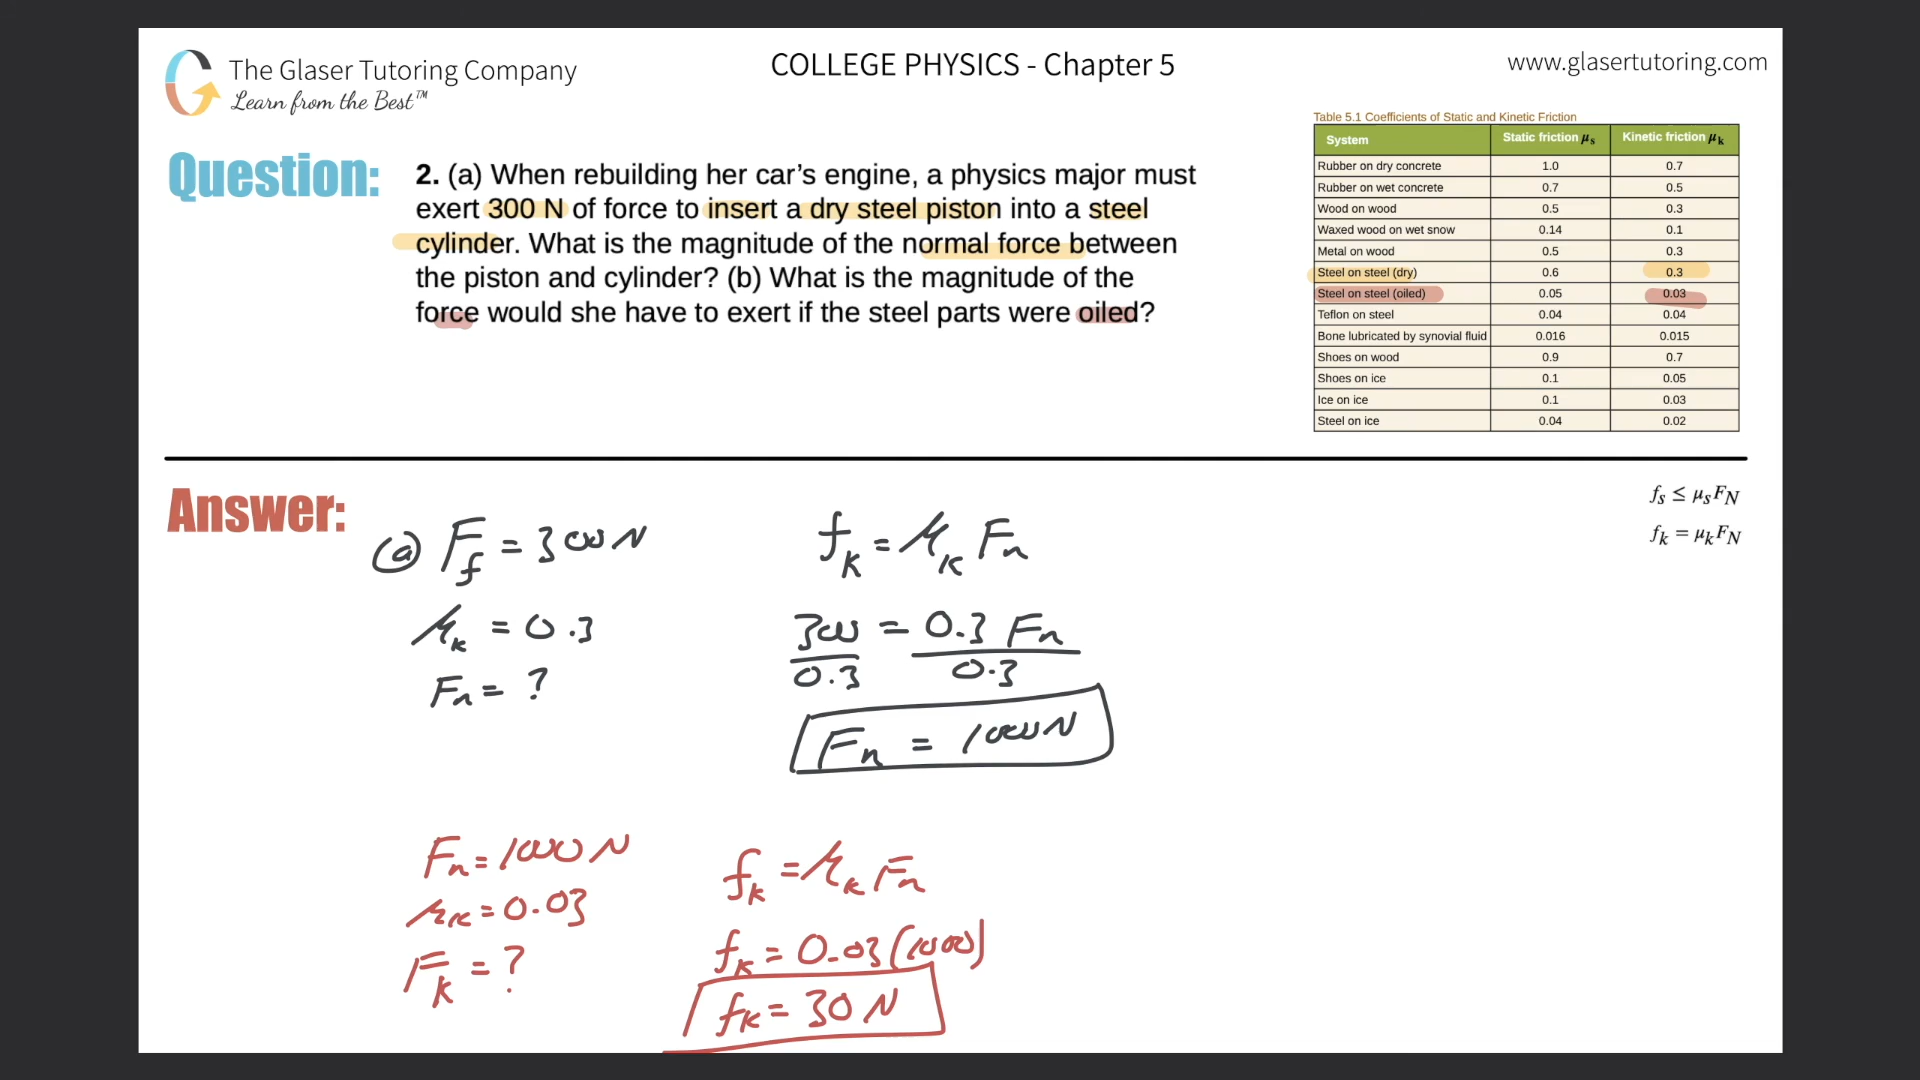 The Glaser Tutoring Company
Learn from the Best™
COLLEGE PHYSICS - Chapter 5
www.glasertutoring.com
Question:
2. (a) When rebuilding her car's engine, a physics major must
exert 300 N of force to insert a dry steel piston into a steel
cylinder. What is the magnitude of the normal force between
the piston and cylinder? (b) What is the magnitude of the
force would she have to exert if the steel parts were oiled?
Table 5.1 Coefficients of Static and Kinetic Friction
System Static friction μs Kinetic friction μk
Rubber on dry concrete 1.0 0.7
Rubber on wet concrete 0.7 0.5
Wood on wood 0.5 0.3
Waxed wood on wet snow 0.14 0.1
Metal on wood 0.5 0.3
Steel on steel (dry) 0.6 0.3
Steel on steel (oiled) 0.05 0.03
Teflon on steel 0.04 0.04
Bone lubricated by synovial fluid 0.016 0.015
Shoes on wood 0.9 0.7
Shoes on ice 0.1 0.05
Ice on ice 0.1 0.03
Steel on ice 0.04 0.02
Answer:
fs ≤ μsFN
fk = μkFN
(a) Ff = 300 N
μk = 0.3
Fn = ?
fk = μk Fn
300 = 0.3 Fn
0.3 0.3
Fn = 1000 N
Fn = 1000 N
μk = 0.03
Fk = ?
fk = μk Fn
fk = 0.03 (1000)
fk = 30 N